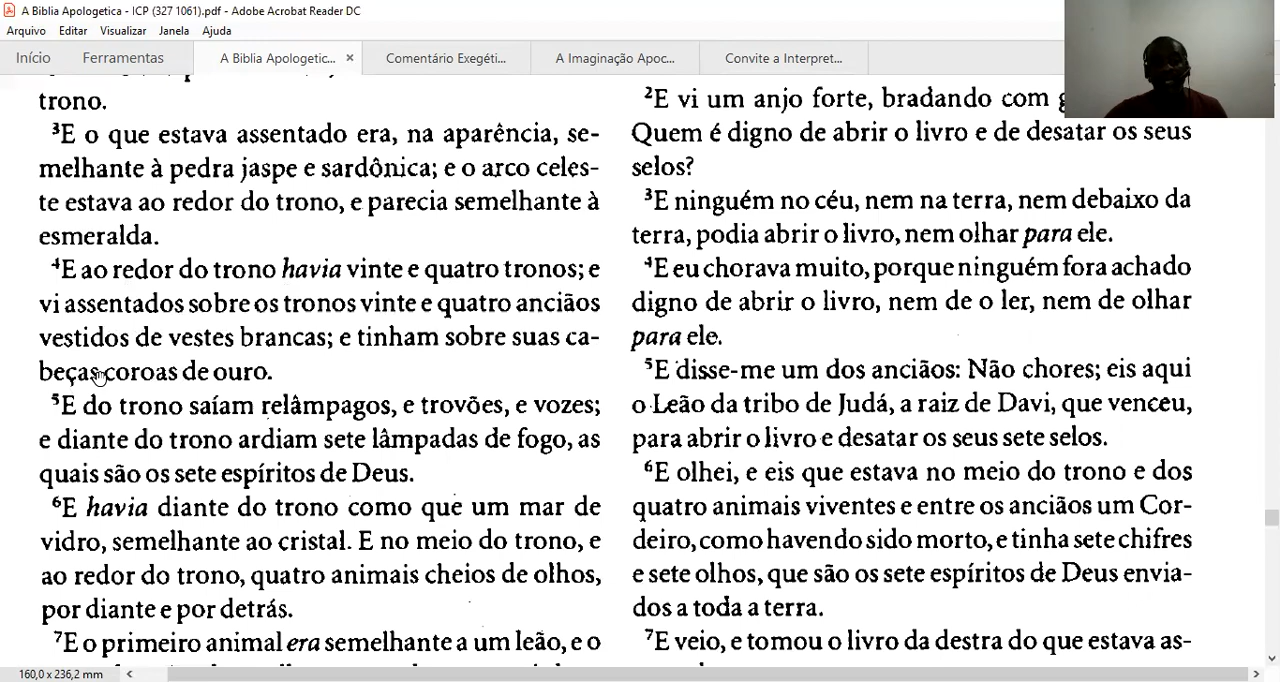 A Biblia Apologetica - ICP (327 1061).pdf - Adobe Acrobat Reader DC
Arquivo Editar Visualizar Janela Ajuda
Início Ferramentas A Biblia Apologetic... × Comentário Exegéti... A Imaginação Apoc... Convite a Interpret...
trono.
³E o que estava assentado era, na aparência, se-
melhante à pedra jaspe e sardônica; e o arco celes-
te estava ao redor do trono, e parecia semelhante à
esmeralda.
⁴E ao redor do trono havia vinte e quatro tronos; e
vi assentados sobre os tronos vinte e quatro anciãos
vestidos de vestes brancas; e tinham sobre suas ca-
beças coroas de ouro.
⁵E do trono saíam relâmpagos, e trovões, e vozes;
e diante do trono ardiam sete lâmpadas de fogo, as
quais são os sete espíritos de Deus.
⁶E havia diante do trono como que um mar de
vidro, semelhante ao cristal. E no meio do trono, e
ao redor do trono, quatro animais cheios de olhos,
por diante e por detrás.
⁷E o primeiro animal era semelhante a um leão, e o
²E vi um anjo forte, bradando com
Quem é digno de abrir o livro e de desatar os seus
selos?
³E ninguém no céu, nem na terra, nem debaixo da
terra, podia abrir o livro, nem olhar para ele.
⁴E eu chorava muito, porque ninguém fora achado
digno de abrir o livro, nem de o ler, nem de olhar
para ele.
⁵E disse-me um dos anciãos: Não chores; eis aqui
o Leão da tribo de Judá, a raiz de Davi, que venceu,
para abrir o livro e desatar os seus sete selos.
⁶E olhei, e eis que estava no meio do trono e dos
quatro animais viventes e entre os anciãos um Cor-
deiro, como havendo sido morto, e tinha sete chifres
e sete olhos, que são os sete espíritos de Deus envia-
dos a toda a terra.
⁷E veio, e tomou o livro da destra do que estava as-
160,0 x 236,2 mm